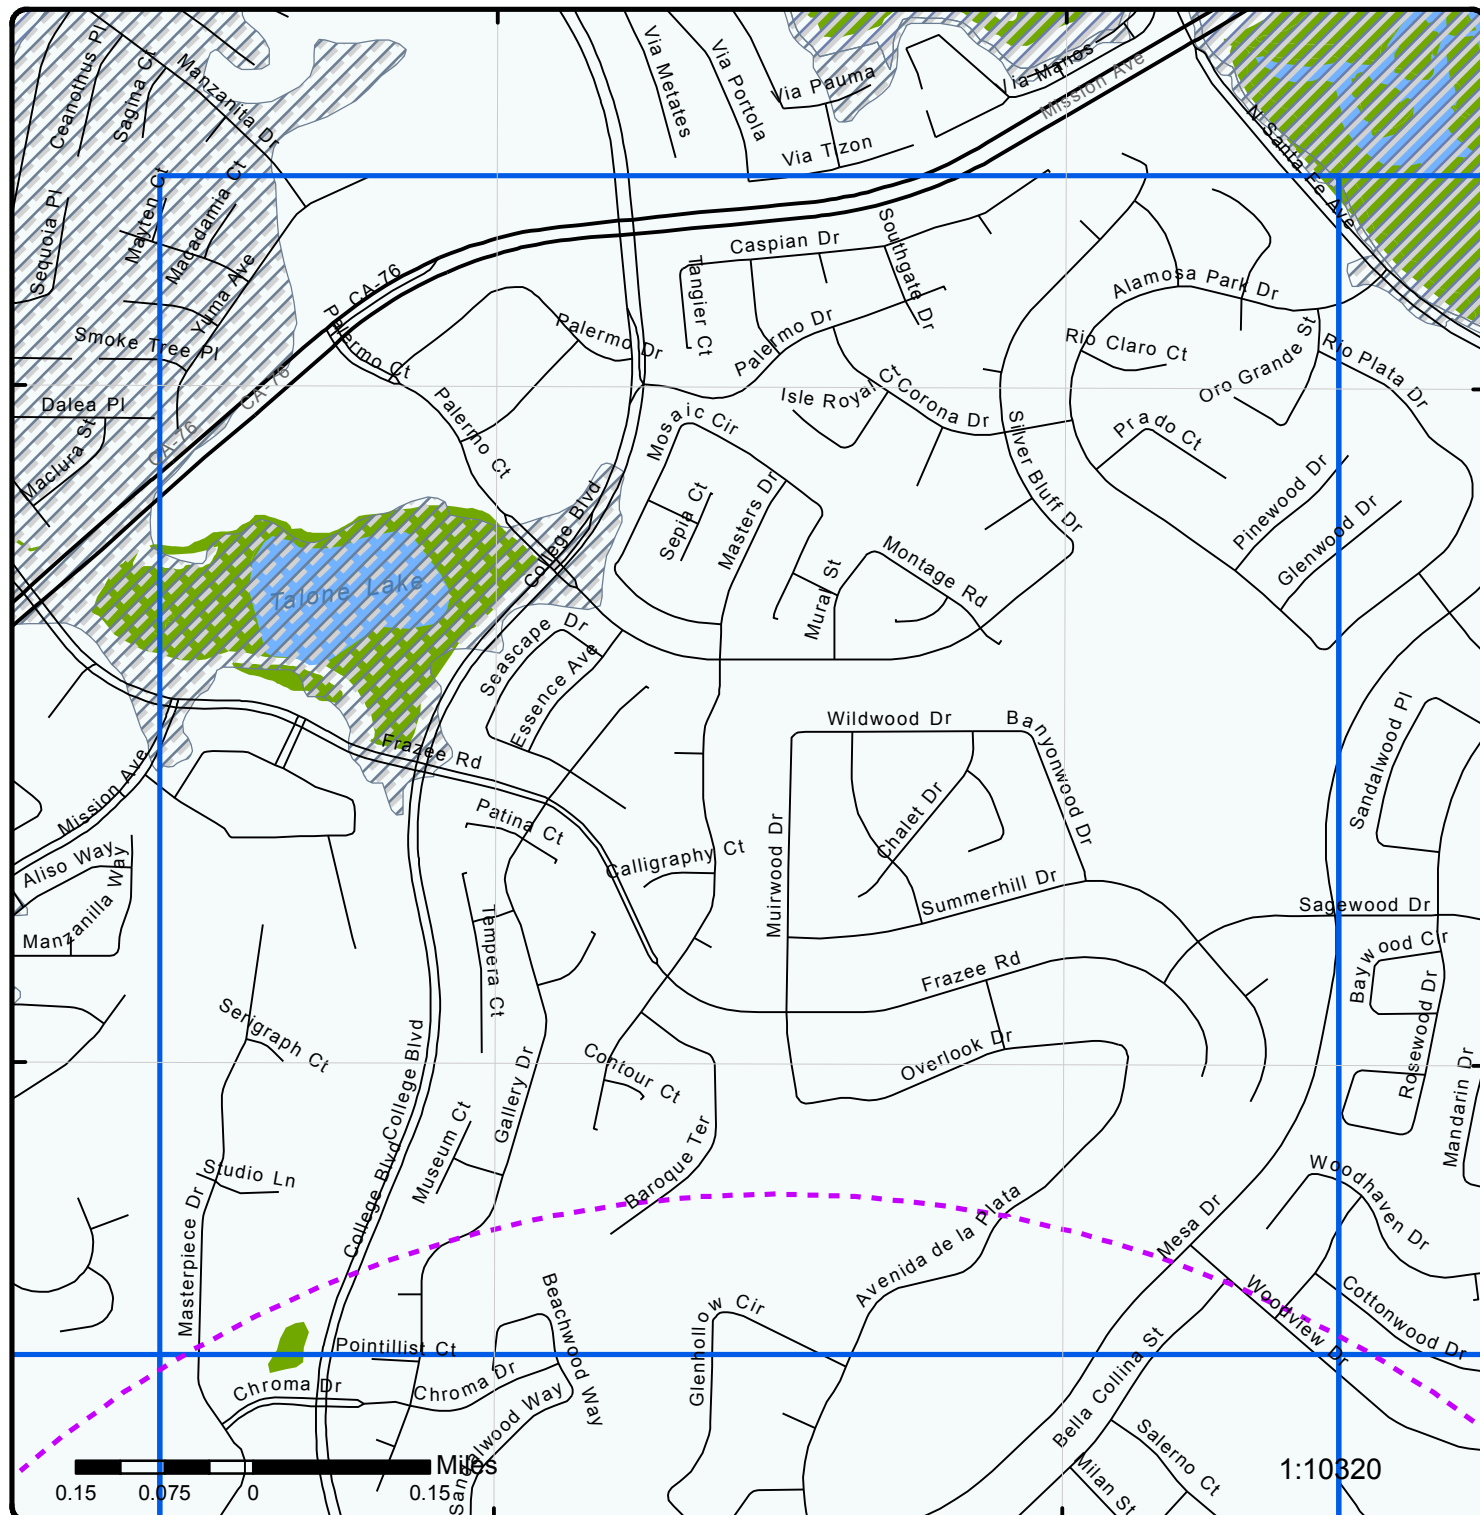 Ceanothus Pl
Sagina Ct
Manzanita Dr
Via Metates
Via Portola
Via Pauma
Via Manos
Mission Ave
Via Tizon
N Santa Fe Ave
Sequoia Pl
Mayten Ct
Macadamia Ct
Yuma Ave
CA-76
Caspian Dr
Southgate Dr
Tangier Ct
Alamosa Park Dr
Palermo Ct
Palermo Dr
Palermo Dr
Smoke Tree Pl
Rio Claro Ct
Oro Grande St
Rio Plata Dr
CA-76
Dalea Pl
Maclura St
CA-76
Palermo Ct
Mosaic Cir
Isle Royal Ct
Corona Dr
Silver Bluff Dr
Prado Ct
Pinewood Dr
Glenwood Dr
Sepia Ct
Masters Dr
College Blvd
Talone Lake
Mural St
Montage Rd
Seascape Dr
Essence Ave
Frazee Rd
Mission Ave
Wildwood Dr
Banyonwood Dr
Sandalwood Pl
Patina Ct
Calligraphy Ct
Chalet Dr
Muirwood Dr
Summerhill Dr
Sagewood Dr
Aliso Way
Manzanilla Way
Tempera Ct
Frazee Rd
Baywood Cir
Rosewood Dr
Serigraph Ct
College Blvd
Gallery Dr
Contour Ct
Overlook Dr
Mandarin Dr
Museum Ct
Baroque Ter
Studio Ln
College Blvd
Masterpiece Dr
Avenida de la Plata
Mesa Dr
Woodhaven Dr
Woodview Dr
Cottonwood Dr
Pointillist Ct
Beachwood Way
Glenhollow Cir
Chroma Dr
Chroma Dr
Sandalwood Way
Bella Collina St
Salerno Ct
Milan St
Miles
0.15 0.075 0 0.15
1:10320